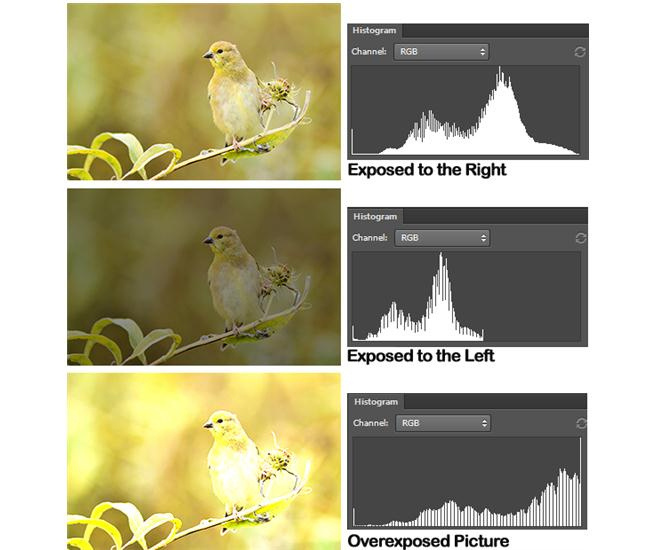 Histogram
Channel: RGB
Exposed to the Right
Histogram
Channel: RGB
Exposed to the Left
Histogram
Channel: RGB
Overexposed Picture